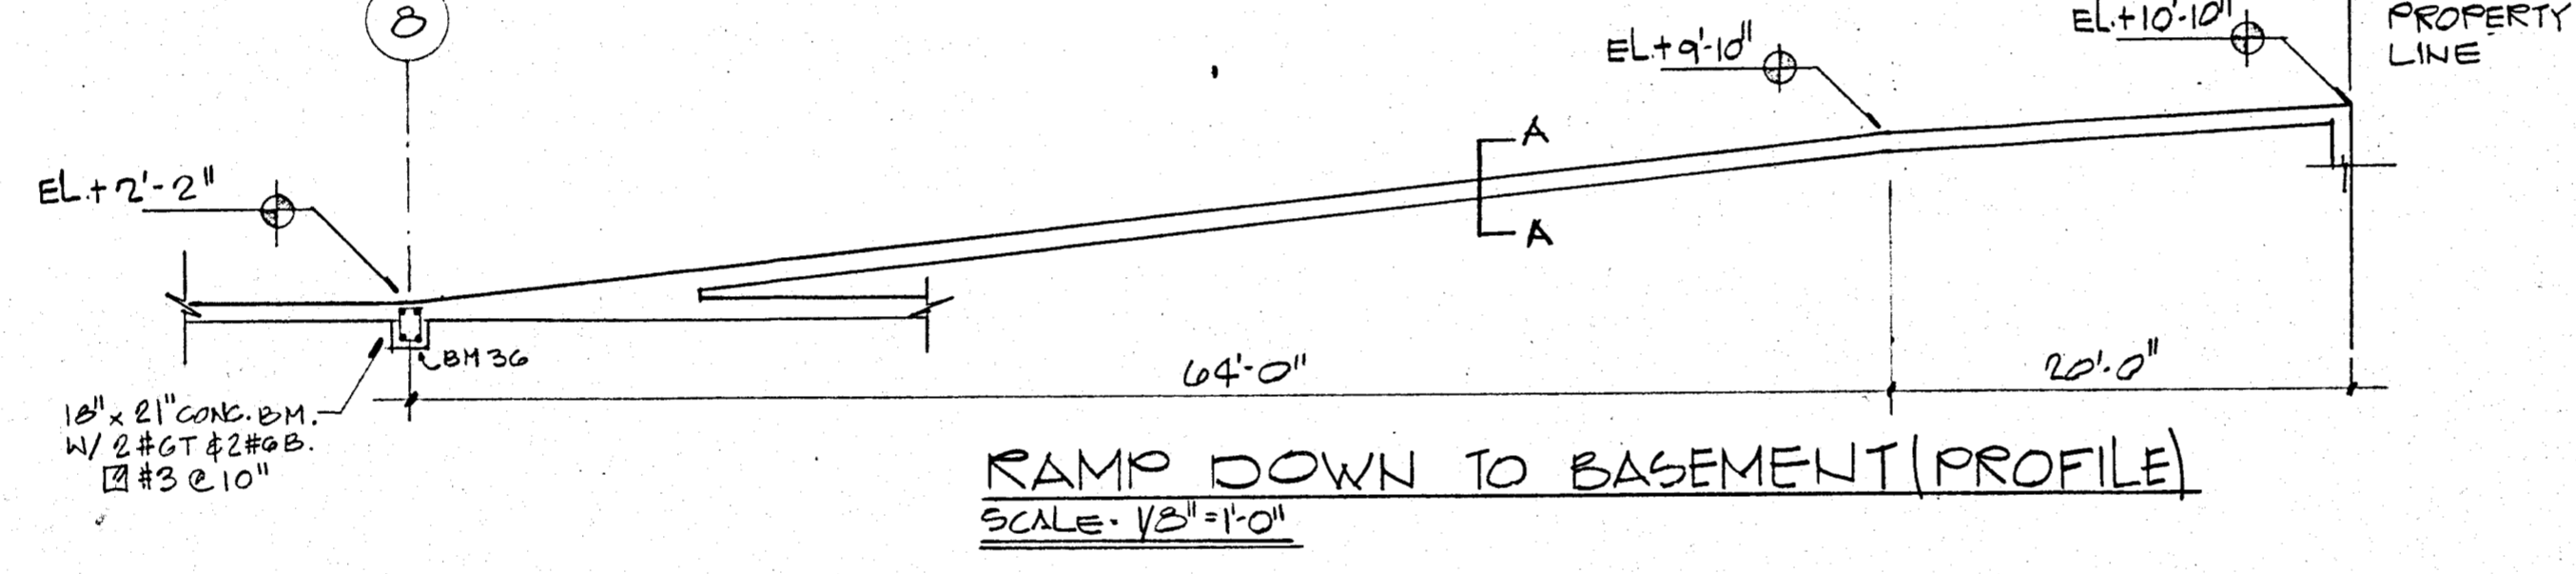 8
EL.+10'-10"
PROPERTY
LINE
EL.+9'-10"
A
A
EL.+2'-2"
BM 36
64'-0"
20'-0"
18" x 21" CONC. BM.
W/ 2#6T & 2#6B.
#3 @ 10"
RAMP DOWN TO BASEMENT (PROFILE)
SCALE - 1/8" = 1'-0"